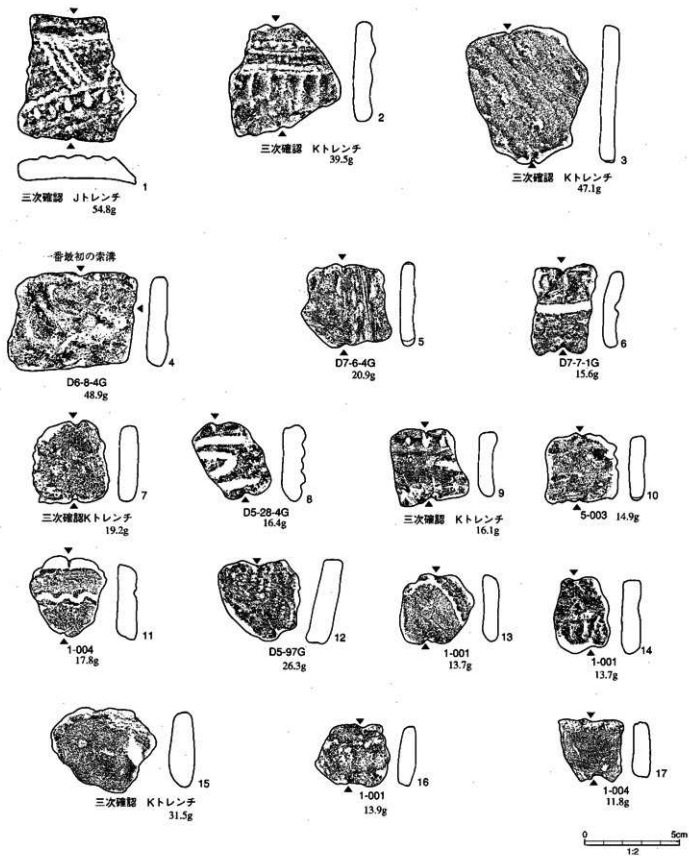 1
三次確認 Jトレンチ
54.8g
2
三次確認 Kトレンチ
39.5g
3
三次確認 Kトレンチ
47.1g
一番最初の索溝
4
D6-8-4G
48.9g
5
D7-6-4G
20.9g
6
D7-7-1G
15.6g
7
三次確認Kトレンチ
19.2g
8
D5-28-4G
16.4g
9
三次確認 Kトレンチ
16.1g
10
5-003 14.9g
11
1-004
17.8g
12
D5-97G
26.3g
13
1-001
13.7g
14
1-001
13.7g
15
三次確認 Kトレンチ
31.5g
16
1-001
13.9g
17
1-004
11.8g
0 5cm
1:2